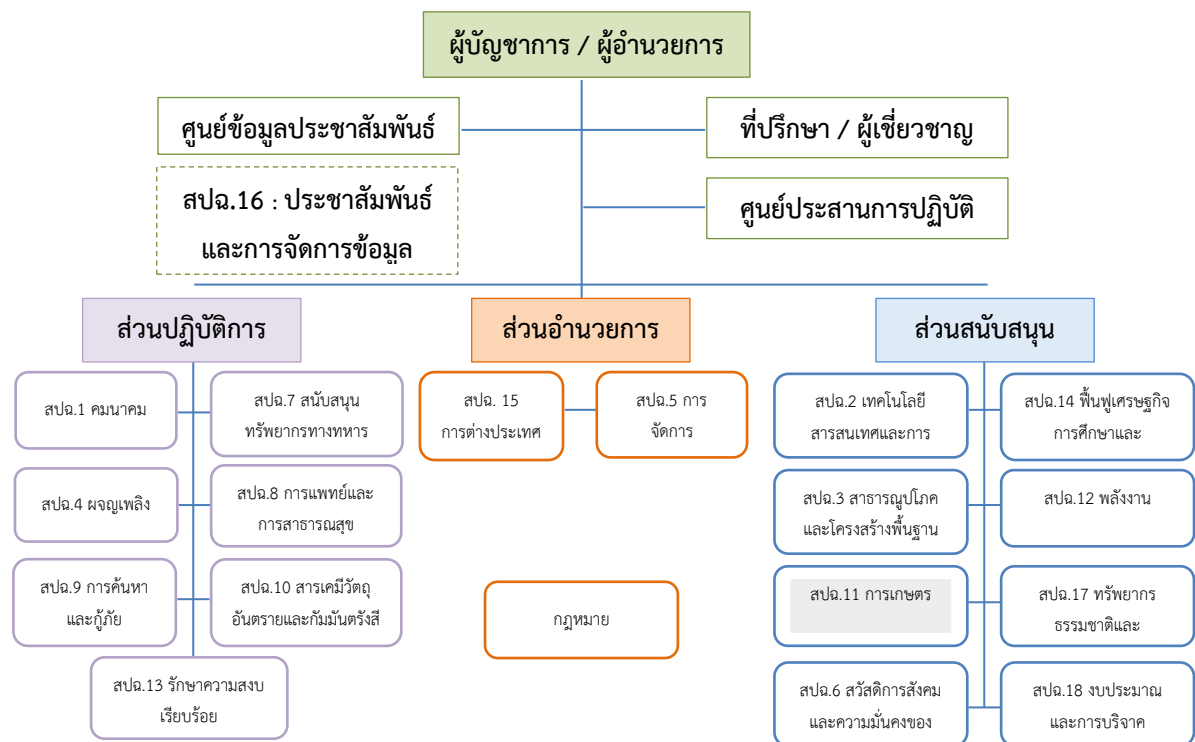 ผู้บัญชาการ / ผู้อำนวยการ
ศูนย์ข้อมูลประชาสัมพันธ์
ที่ปรึกษา / ผู้เชี่ยวชาญ
สปฉ.16 : ประชาสัมพันธ์
และการจัดการข้อมูล
ศูนย์ประสานการปฏิบัติ
ส่วนปฏิบัติการ
ส่วนอำนวยการ
ส่วนสนับสนุน
สปฉ.1 คมนาคม
สปฉ.7 สนับสนุน
ทรัพยากรทางทหาร
สปฉ.4 ผจญเพลิง
สปฉ.8 การแพทย์และ
การสาธารณสุข
สปฉ.9 การค้นหา
และกู้ภัย
สปฉ.10 สารเคมีวัตถุ
อันตรายและกัมมันตรังสี
สปฉ.13 รักษาความสงบ
เรียบร้อย
สปฉ. 15
การต่างประเทศ
สปฉ.5 การ
จัดการ
กฎหมาย
สปฉ.2 เทคโนโลยี
สารสนเทศและการ
สปฉ.14 ฟื้นฟูเศรษฐกิจ
การศึกษาและ
สปฉ.3 สาธารณูปโภค
และโครงสร้างพื้นฐาน
สปฉ.12 พลังงาน
สปฉ.11 การเกษตร
สปฉ.17 ทรัพยากร
ธรรมชาติและ
สปฉ.6 สวัสดิการสังคม
และความมั่นคงของ
สปฉ.18 งบประมาณ
และการบริจาค